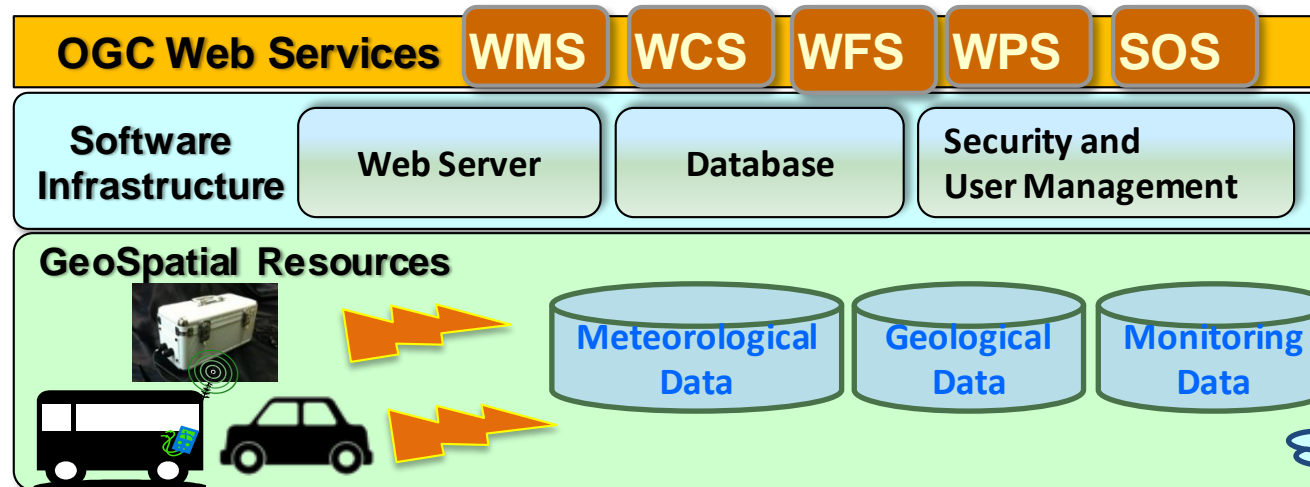 OGC Web Services WMS WCS WFS WPS SOS
Software
Infrastructure
Web Server
Database
Security and
User Management
GeoSpatial Resources
Meteorological
Data
Geological
Data
Monitoring
Data